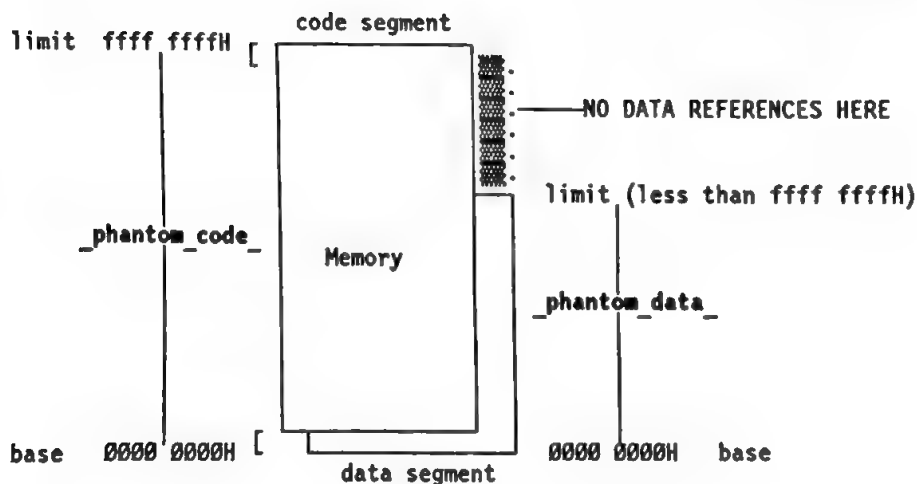 code segment
limit ffff ffffH
NO DATA REFERENCES HERE
limit (less than ffff ffffH)
_phantom_code_
Memory
_phantom_data_
base 0000 0000H
0000 0000H base
data segment